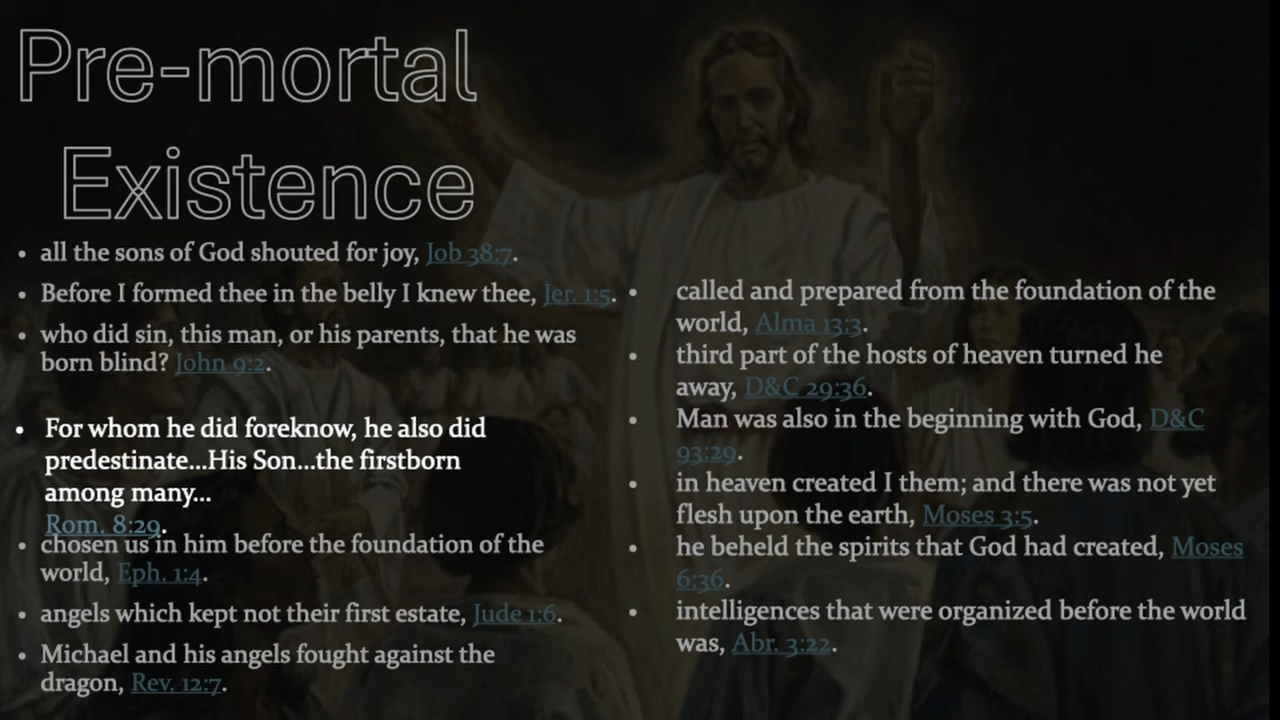 Pre-mortal
Existence
• all the sons of God shouted for joy, Job 38:7.
• Before I formed thee in the belly I knew thee, Jer. 1:5.
• who did sin, this man, or his parents, that he was
born blind? John 9:2.
• For whom he did foreknow, he also did
predestinate...His Son...the firstborn
among many...
Rom. 8:29.
• chosen us in him before the foundation of the
world, Eph. 1:4.
• angels which kept not their first estate, Jude 1:6.
• Michael and his angels fought against the
dragon, Rev. 12:7.
• called and prepared from the foundation of the
world, Alma 13:3.
• third part of the hosts of heaven turned he
away, D&C 29:36.
• Man was also in the beginning with God, D&C
93:29.
• in heaven created I them; and there was not yet
flesh upon the earth, Moses 3:5.
• he beheld the spirits that God had created, Moses
6:36.
• intelligences that were organized before the world
was, Abr. 3:22.